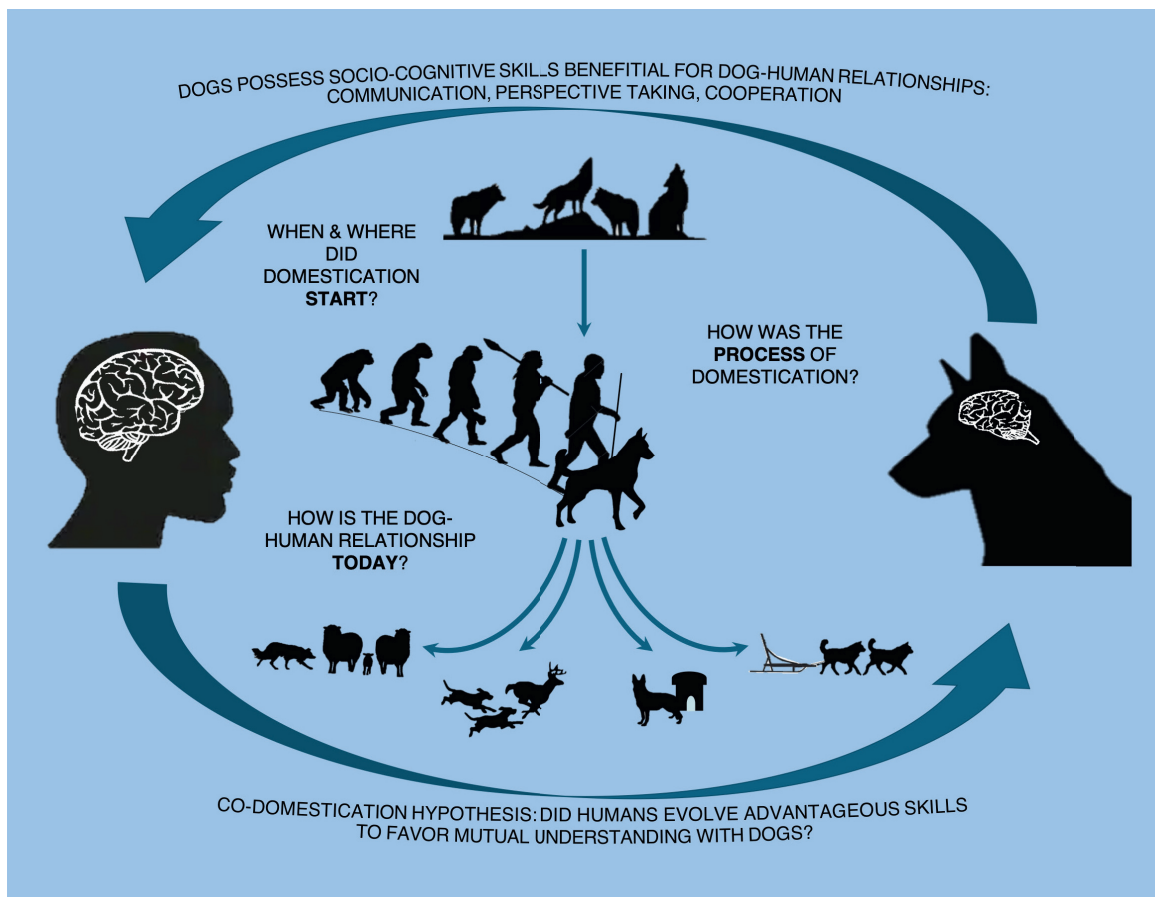 DOGS POSSESS SOCIO-COGNITIVE SKILLS BENEFITIAL FOR DOG-HUMAN RELATIONSHIPS:
COMMUNICATION, PERSPECTIVE TAKING, COOPERATION
WHEN & WHERE
DID
DOMESTICATION
START?
HOW WAS THE
PROCESS OF
DOMESTICATION?
HOW IS THE DOG-
HUMAN RELATIONSHIP
TODAY?
CO-DOMESTICATION HYPOTHESIS: DID HUMANS EVOLVE ADVANTAGEOUS SKILLS
TO FAVOR MUTUAL UNDERSTANDING WITH DOGS?